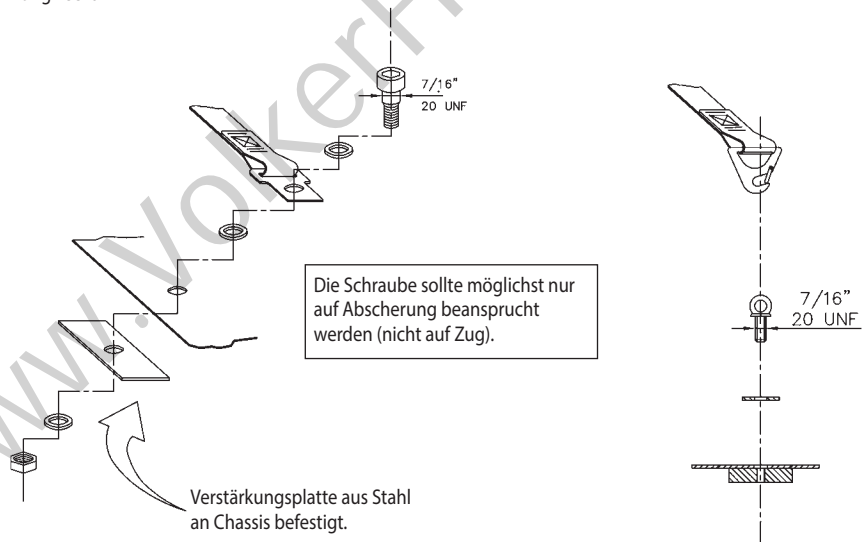 7/16"
20 UNF
Die Schraube sollte möglichst nur
auf Abscherung beansprucht
werden (nicht auf Zug).
7/16”
20 UNF
Verstärkungsplatte aus Stahl
an Chassis befestigt.
www.VolkerH